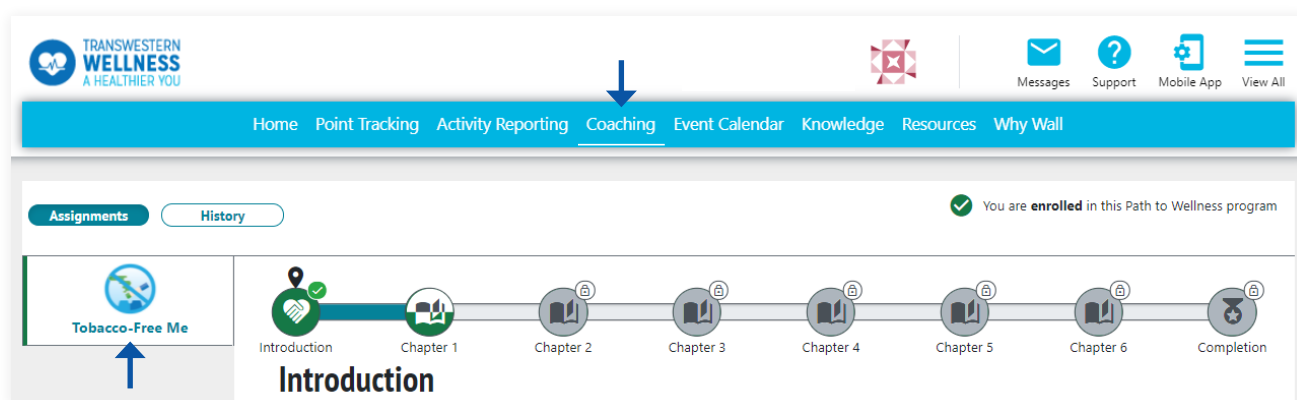 TRANSWESTERN
WELLNESS
A HEALTHIER YOU
Messages Support Mobile App View All
Home Point Tracking Activity Reporting Coaching Event Calendar Knowledge Resources Why Wall
Assignments History
You are enrolled in this Path to Wellness program
Tobacco-Free Me
Introduction Chapter 1 Chapter 2 Chapter 3 Chapter 4 Chapter 5 Chapter 6 Completion
Introduction